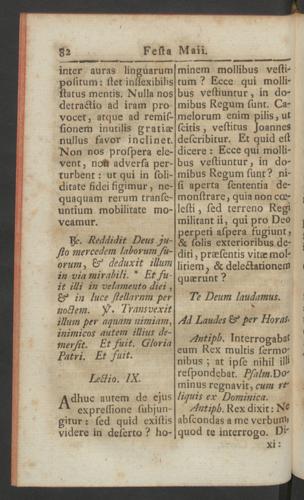 82 Festa Maii.
inter auras linguarum
positum: stet inflexibilis
status mentis. Nulla nos
detractio ad iram pro-
vocet, atque ad remis-
sionem inutilis gratiæ
nullus favor inclinet.
Non nos prospera ele-
vent, non adversa per-
turbent: ut qui in soli-
ditate fidei figimur, ne-
quaquam rerum transe-
untium mobilitate mo-
veamur.
℟. Reddidit Deus ju-
sto mercedem laborum su-
orum, & deduxit illum
in via mirabili. * Et fu-
it illi in velamento diei,
& in luce stellarum per
noctem. ℣. Transvexit
illum per aquam nimiam,
inimicos autem illius de-
mersit. Et fuit. Gloria
Patri. Et fuit.
Lectio. IX.
Adhuc autem de ejus
expressione subjun-
gitur: sed quid existis
videre in deserto? ho-
minem mollibus vesti-
tum? Ecce qui molli-
bus vestiuntur, in do-
mibus Regum sunt. Ca-
melorum enim pilis, ut
scitis, vestitus Joannes
describitur. Et quid est
dicere: Ecce qui molli-
bus vestiuntur, in do-
mibus Regum sunt? ni-
si aperta sententia de-
monstrare, quia non cœ-
lesti, sed terreno Regi
militant ii, qui pro Deo
perpeti aspera fugiunt,
& solis exterioribus de-
diti, præsentis vitæ mol-
litiem, & delectationem
quærunt?
Te Deum laudamus.
Ad Laudes & per Horas.
Antiph. Interrogabat
eum Rex multis sermo-
nibus; at ipse nihil illi
respondebat. Psalm. Do-
minus regnavit, cum re-
liquis ex Dominica.
Antiph. Rex dixit: Ne
abscondas a me verbum,
quod te interrogo. Di-
xi: